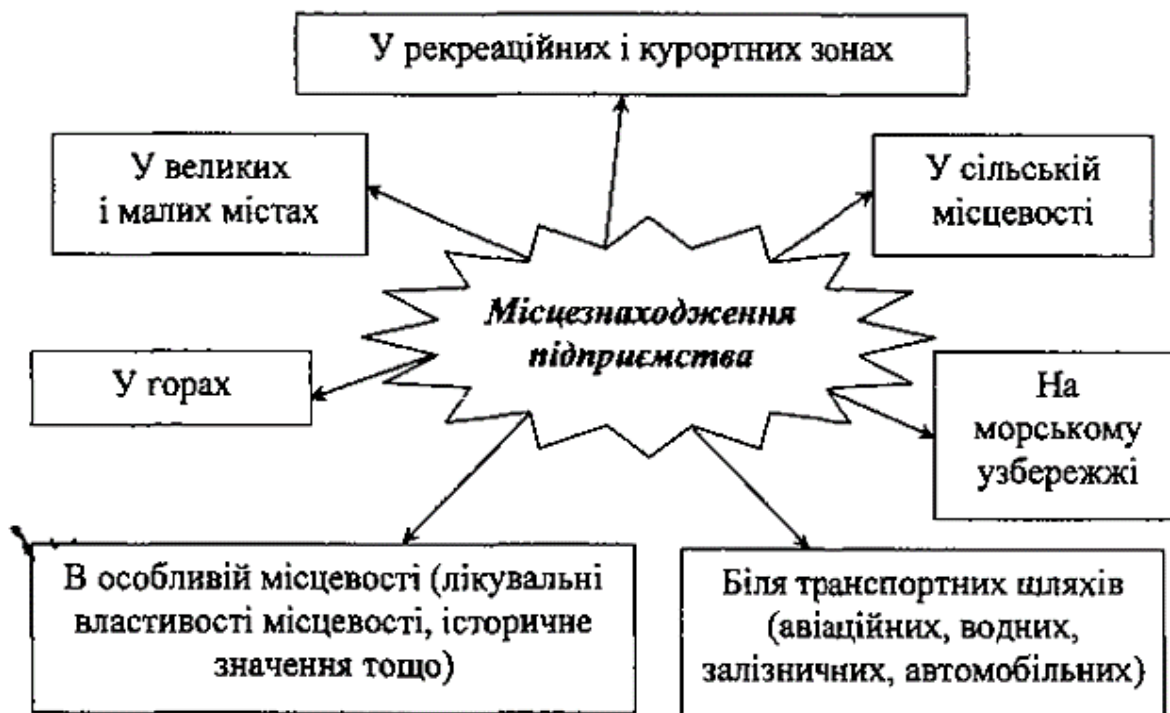 У рекреаційних і курортних зонах
У великих
і малих містах
У сільській
місцевості
Місцезнаходження
підприємства
У горах
На
морському
узбережжі
В особливій місцевості (лікувальні
властивості місцевості, історичне
значення тощо)
Біля транспортних шляхів
(авіаційних, водних,
залізничних, автомобільних)